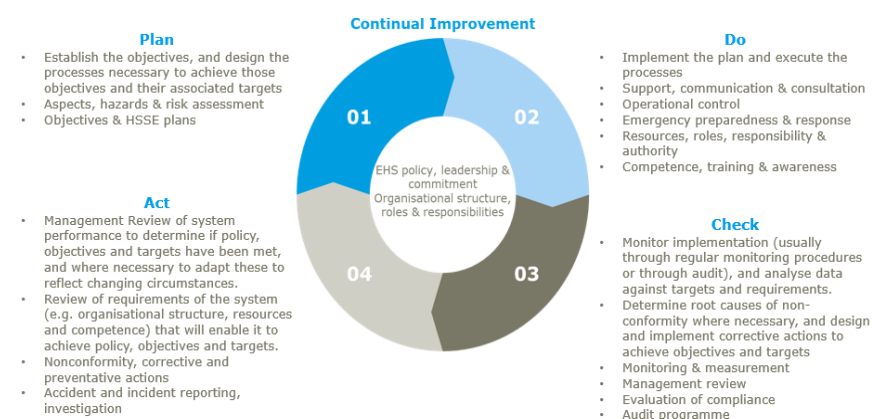 Continual Improvement
Plan
• Establish the objectives, and design the
processes necessary to achieve those
objectives and their associated targets
• Aspects, hazards & risk assessment
• Objectives & HSSE plans
Do
• Implement the plan and execute the
processes
• Support, communication & consultation
• Operational control
• Emergency preparedness & response
• Resources, roles, responsibility &
authority
• Competence, training & awareness
01
02
EHS policy, leadership &
commitment
Organisational structure,
roles & responsibilities
04
03
Act
• Management Review of system
performance to determine if policy,
objectives and targets have been met,
and where necessary to adapt these to
reflect changing circumstances.
• Review of requirements of the system
(e.g. organisational structure, resources
and competence) that will enable it to
achieve policy, objectives and targets.
• Nonconformity, corrective and
preventative actions
• Accident and incident reporting,
investigation
Check
• Monitor implementation (usually
through regular monitoring procedures
or through audit), and analyse data
against targets and requirements.
• Determine root causes of non-
conformity where necessary, and design
and implement corrective actions to
achieve objectives and targets
• Monitoring & measurement
• Management review
• Evaluation of compliance
• Audit programme